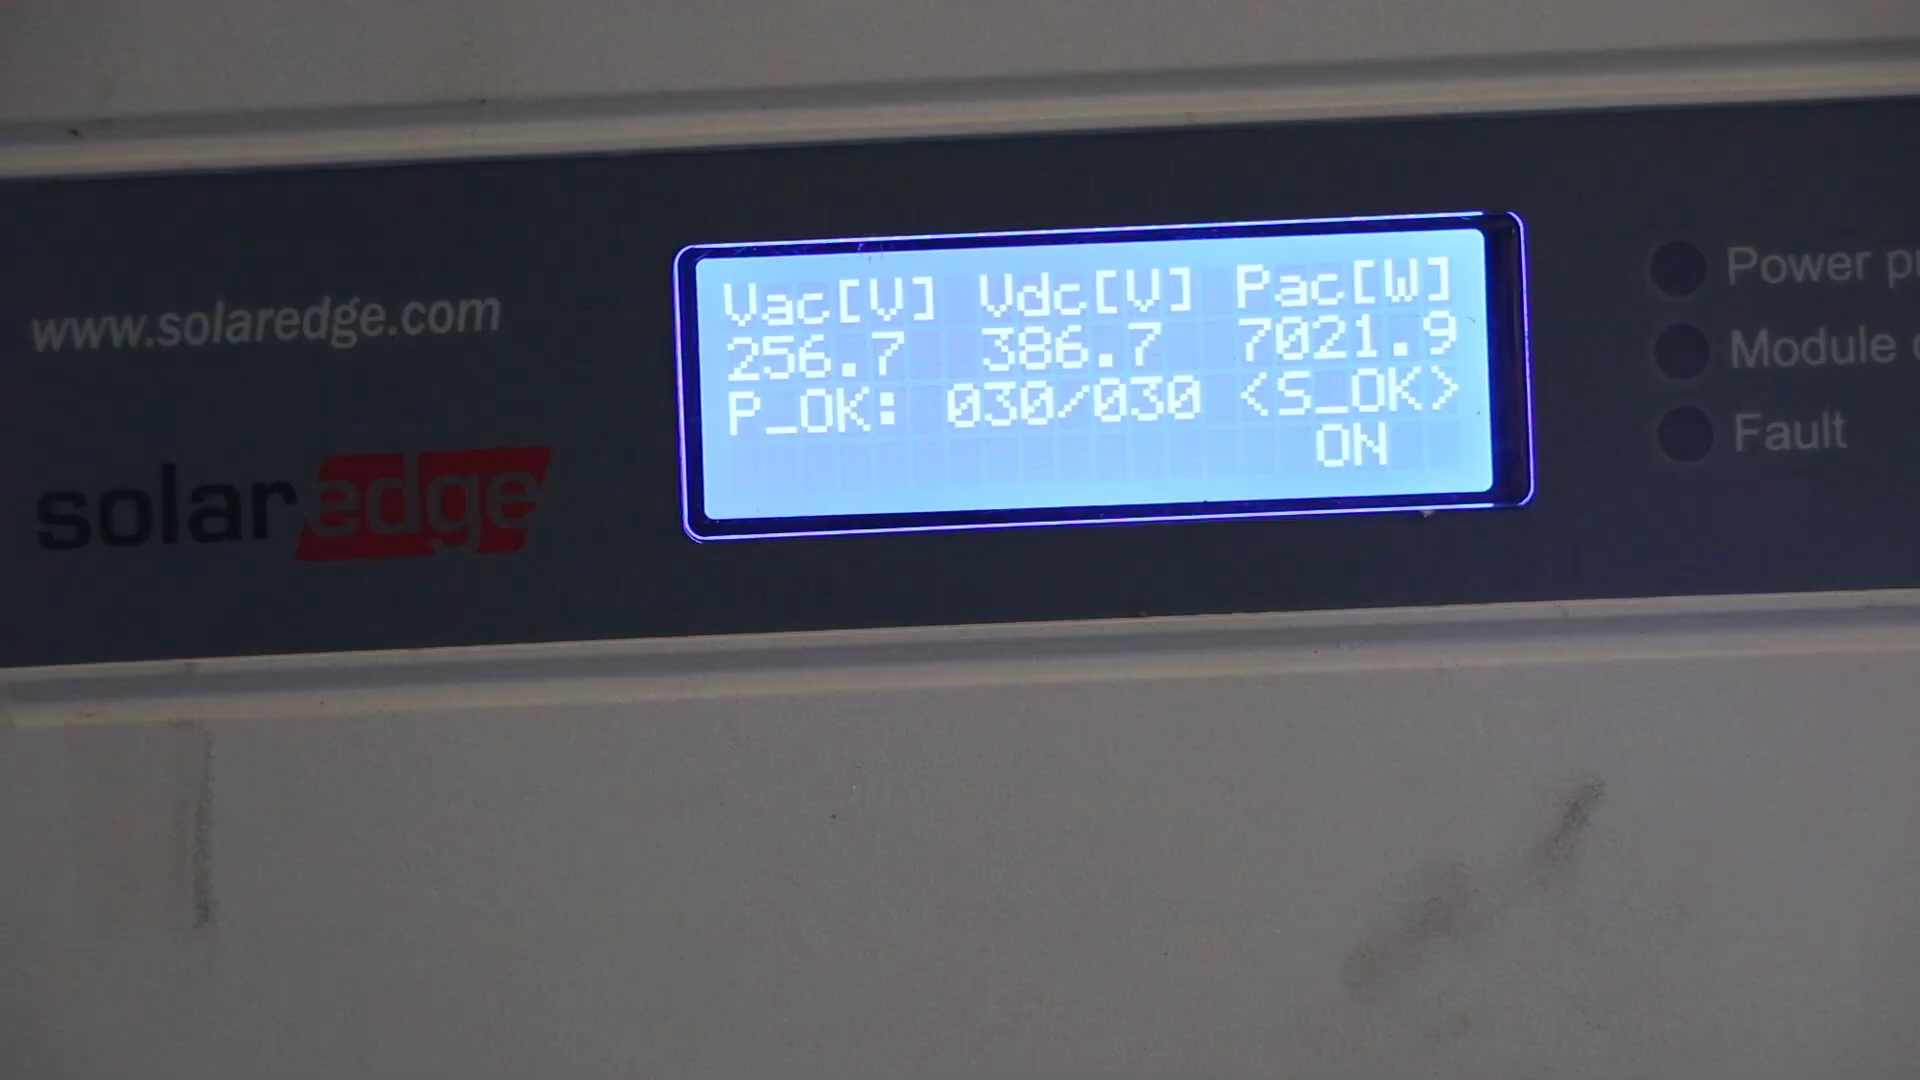 Vac[V] Vdc[V] Pac[W]
256.7 386.7 7021.9
P_OK: 030/030 <S_OK>
ON
www.solaredge.com
solaredge
Power
Module
Fault